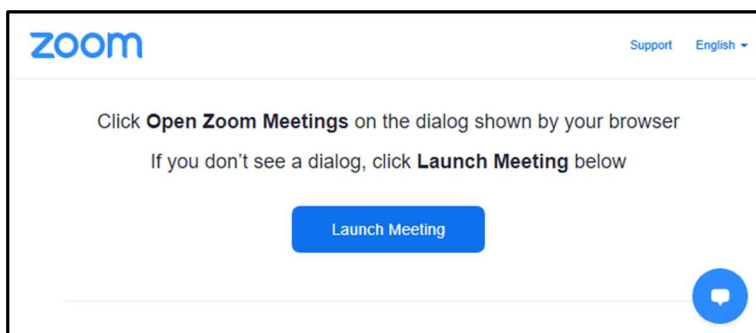 zoom
Support English
Click Open Zoom Meetings on the dialog shown by your browser
If you don't see a dialog, click Launch Meeting below
Launch Meeting